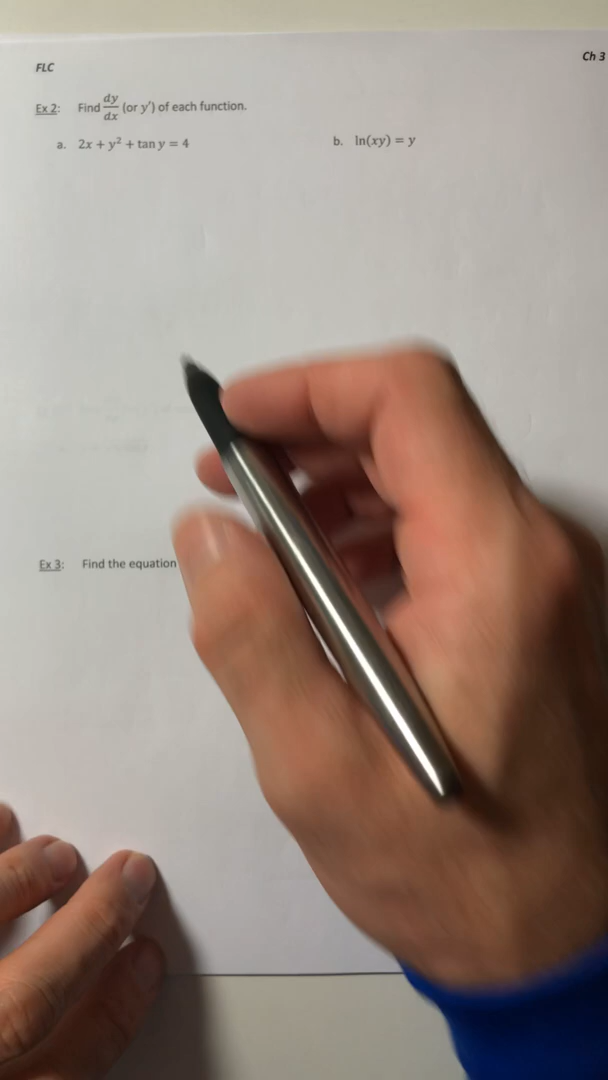 FLC Ch 3
Ex 2: Find dy/dx (or y′) of each function.
a. 2x + y² + tan y = 4 b. ln(xy) = y
Ex 3: Find the equation